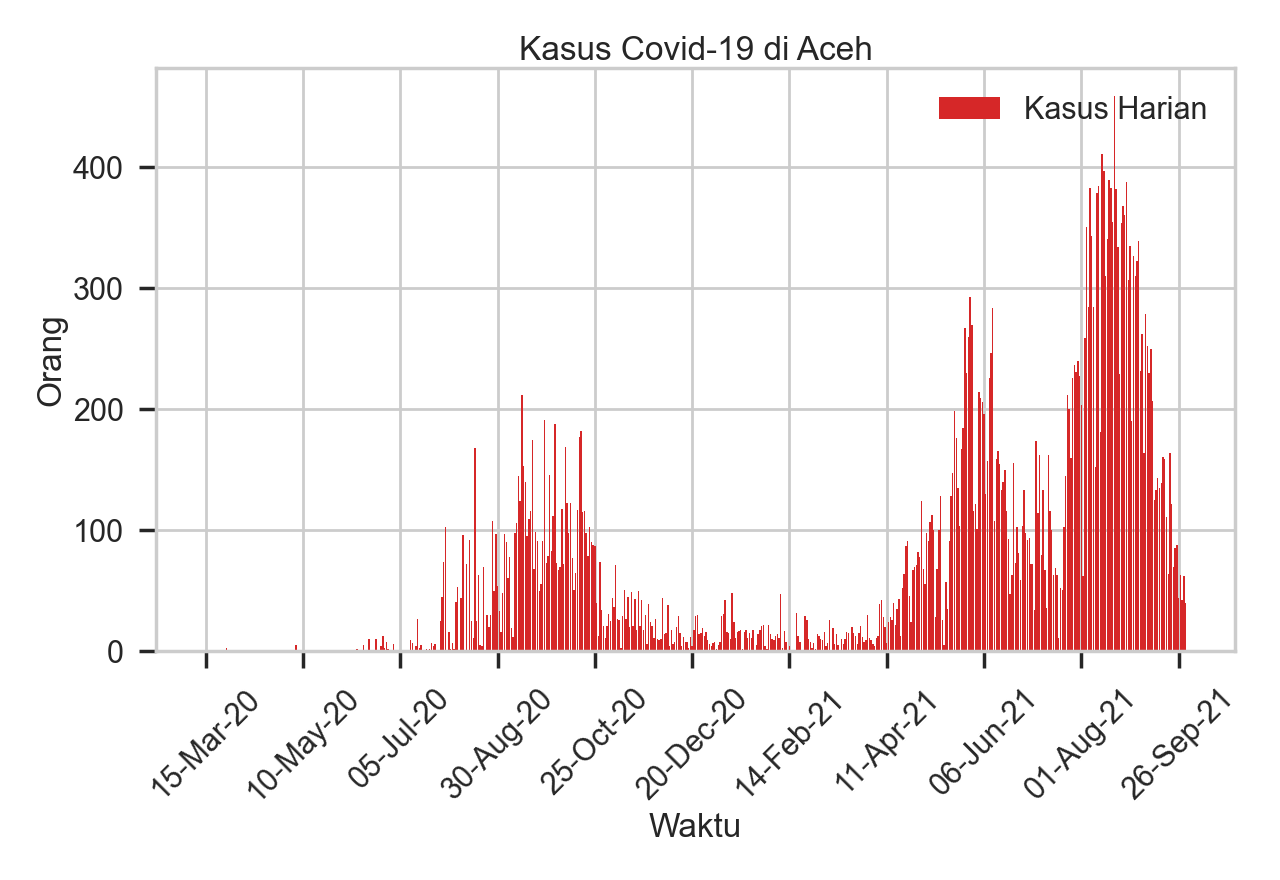 Kasus Covid-19 di Aceh
Kasus Harian
Orang
400
300
200
100
0
15-Mar-20
10-May-20
05-Jul-20
30-Aug-20
25-Oct-20
20-Dec-20
14-Feb-21
11-Apr-21
06-Jun-21
01-Aug-21
26-Sep-21
Waktu